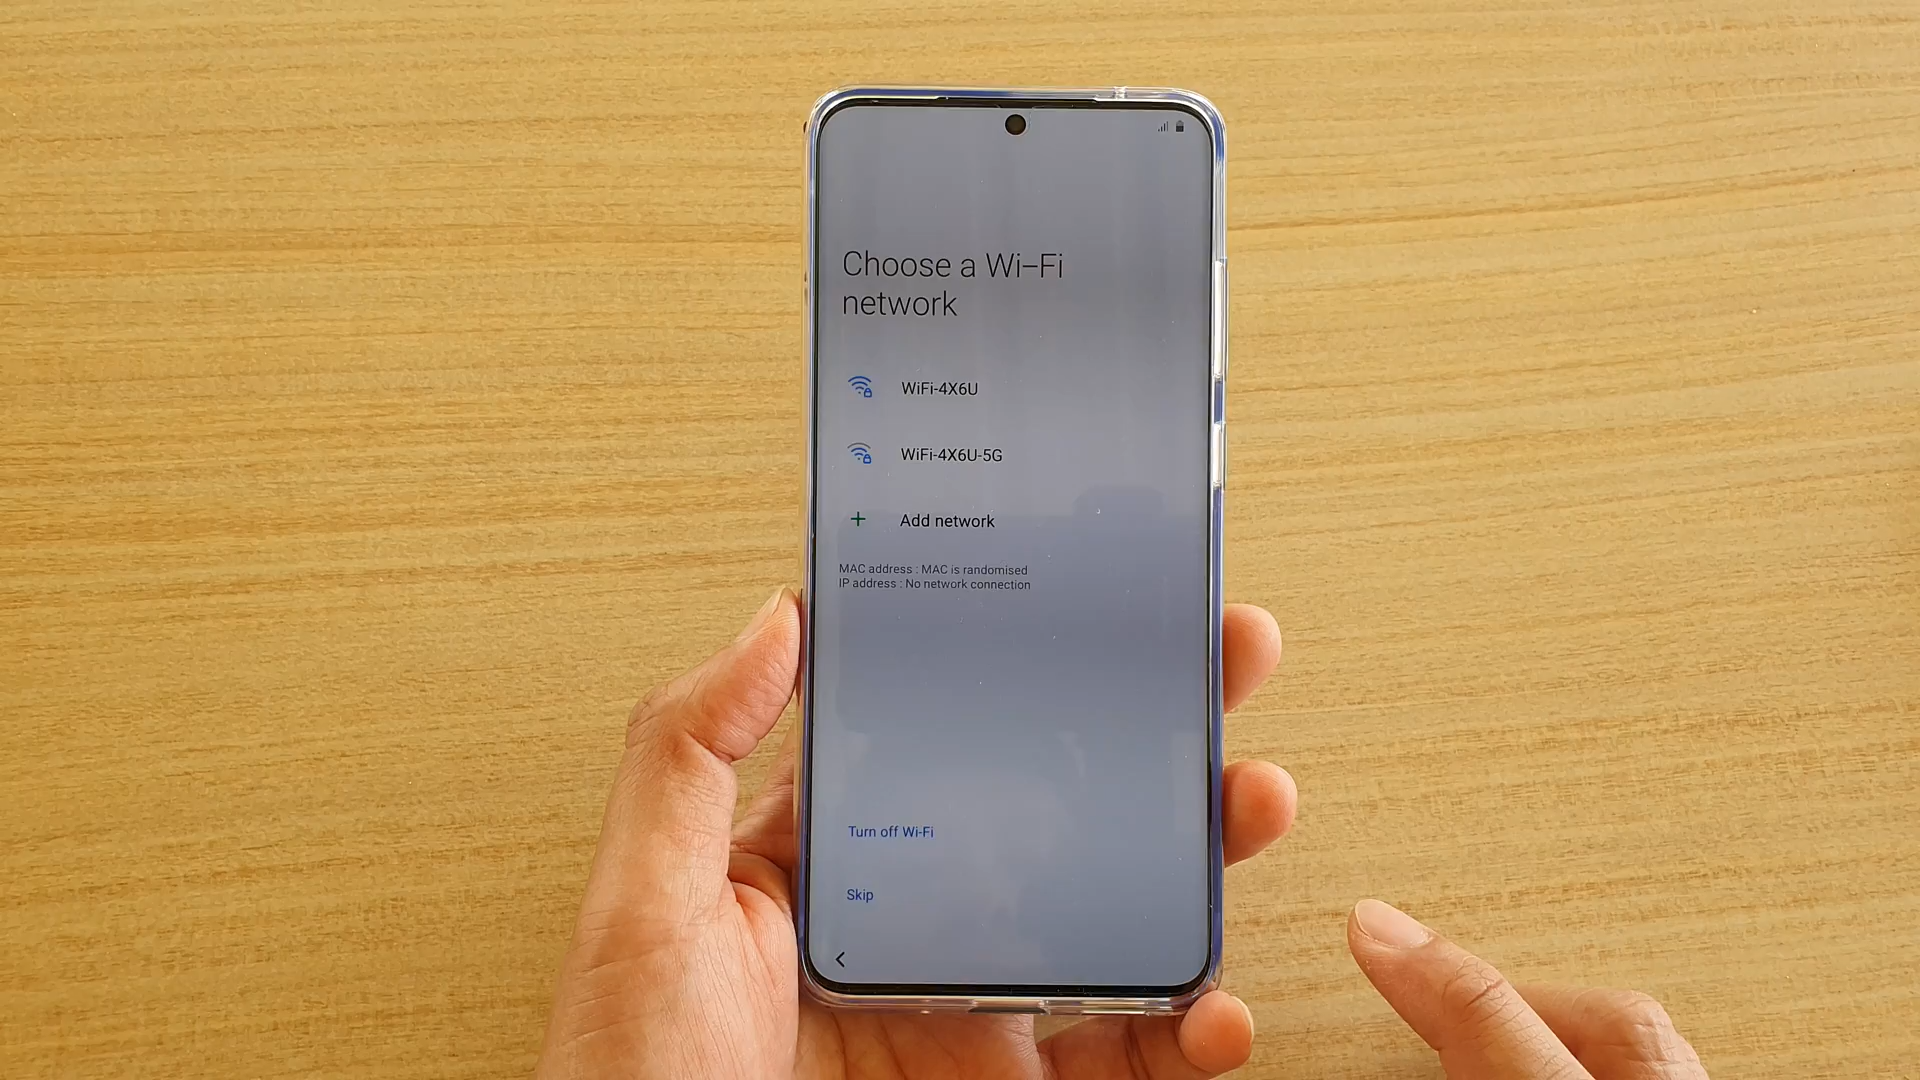 Choose a Wi-Fi
network
WiFi-4X6U
WiFi-4X6U-5G
Add network
MAC address : MAC is randomised
IP address : No network connection
Turn off Wi-Fi
Skip